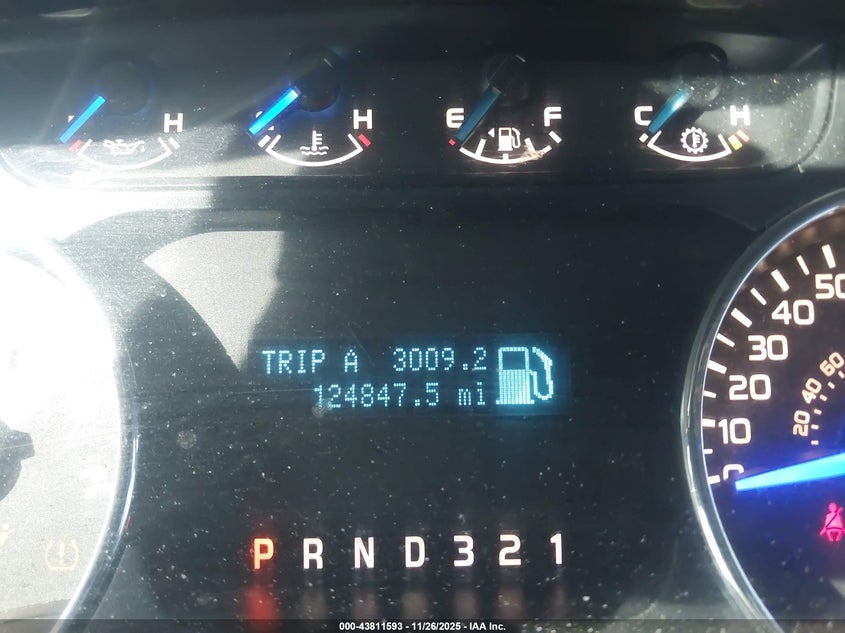 H
H
E F
C H
TRIP A 3009.2
124847.5 mi
50
40
30
20
10
0
60
40
20
P R N D 3 2 1
000-43811593 - 11/26/2025 - IAA Inc.